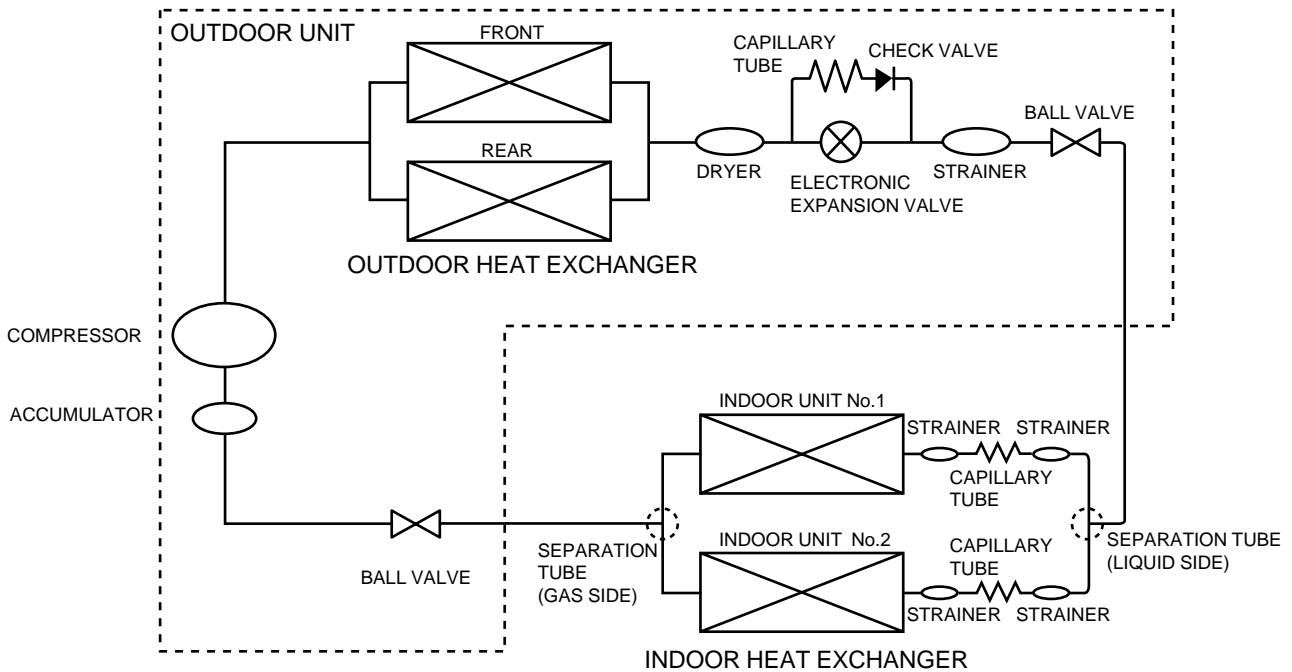 OUTDOOR UNIT
FRONT
REAR
OUTDOOR HEAT EXCHANGER
CAPILLARY
TUBE
CHECK VALVE
DRYER
ELECTRONIC
EXPANSION VALVE
STRAINER
BALL VALVE
COMPRESSOR
ACCUMULATOR
BALL VALVE
SEPARATION
TUBE
(GAS SIDE)
INDOOR UNIT No.1
STRAINER
STRAINER
CAPILLARY
TUBE
INDOOR UNIT No.2
CAPILLARY
TUBE
STRAINER
STRAINER
SEPARATION TUBE
(LIQUID SIDE)
INDOOR HEAT EXCHANGER